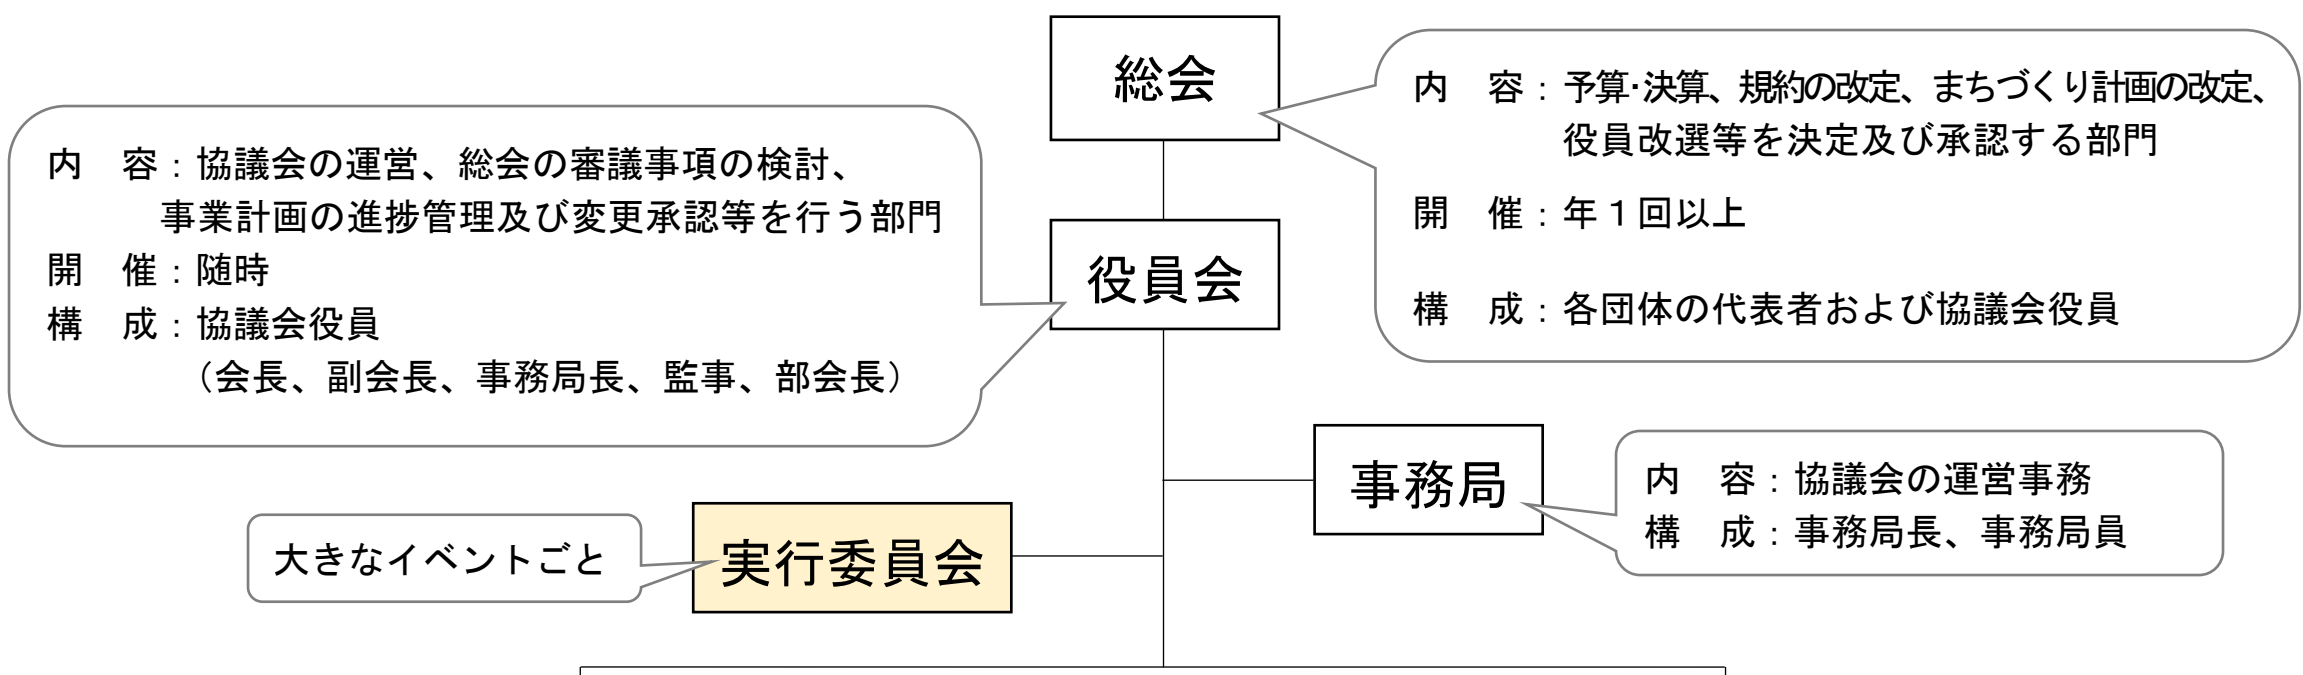 総会
内　容：予算･決算、規約の改定、まちづくり計画の改定、
役員改選等を決定及び承認する部門
開　催：年１回以上
構　成：各団体の代表者および協議会役員
内　容：協議会の運営、総会の審議事項の検討、
事業計画の進捗管理及び変更承認等を行う部門
開　催：随時
構　成：協議会役員
（会長、副会長、事務局長、監事、部会長）
役員会
事務局
内　容：協議会の運営事務
構　成：事務局長、事務局員
大きなイベントごと
実行委員会